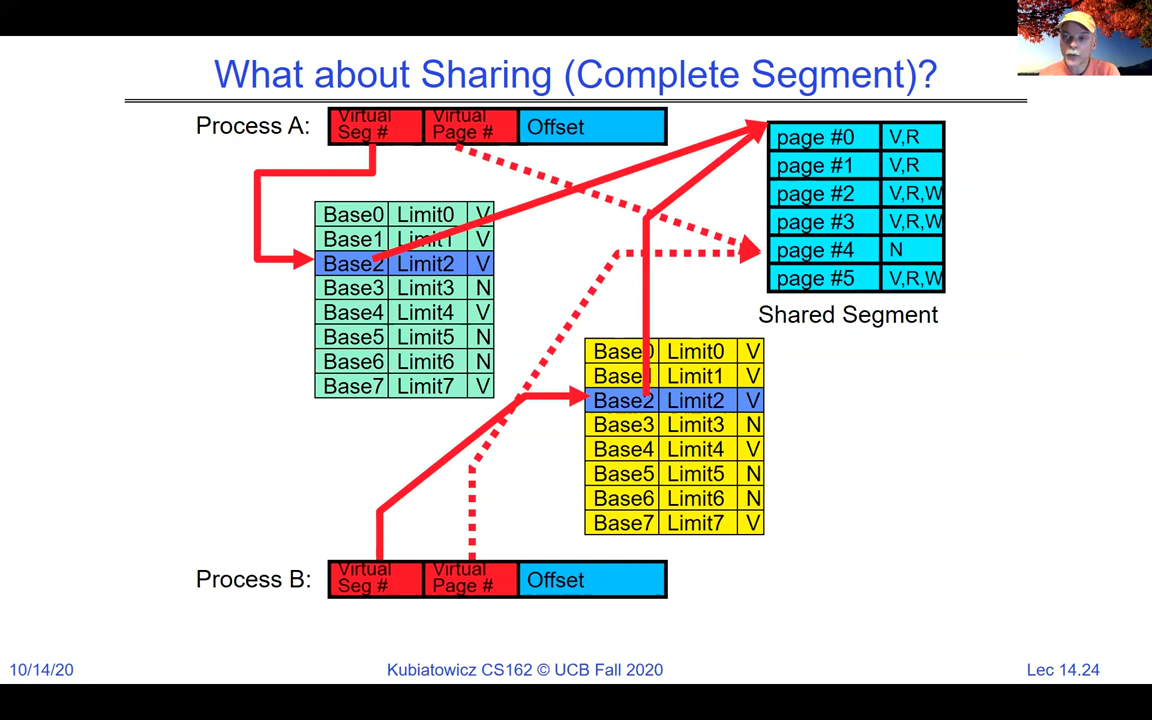 What about Sharing (Complete Segment)?
Process A:
Virtual Seg #
Virtual Page #
Offset
page #0 V,R
page #1 V,R
page #2 V,R,W
page #3 V,R,W
page #4 N
page #5 V,R,W
Shared Segment
Base0 Limit0 V
Base1 Limit1 V
Base2 Limit2 V
Base3 Limit3 N
Base4 Limit4 V
Base5 Limit5 N
Base6 Limit6 N
Base7 Limit7 V
Base0 Limit0 V
Base1 Limit1 V
Base2 Limit2 V
Base3 Limit3 N
Base4 Limit4 V
Base5 Limit5 N
Base6 Limit6 N
Base7 Limit7 V
Process B:
Virtual Seg #
Virtual Page #
Offset
10/14/20
Kubiatowicz CS162 © UCB Fall 2020
Lec 14.24